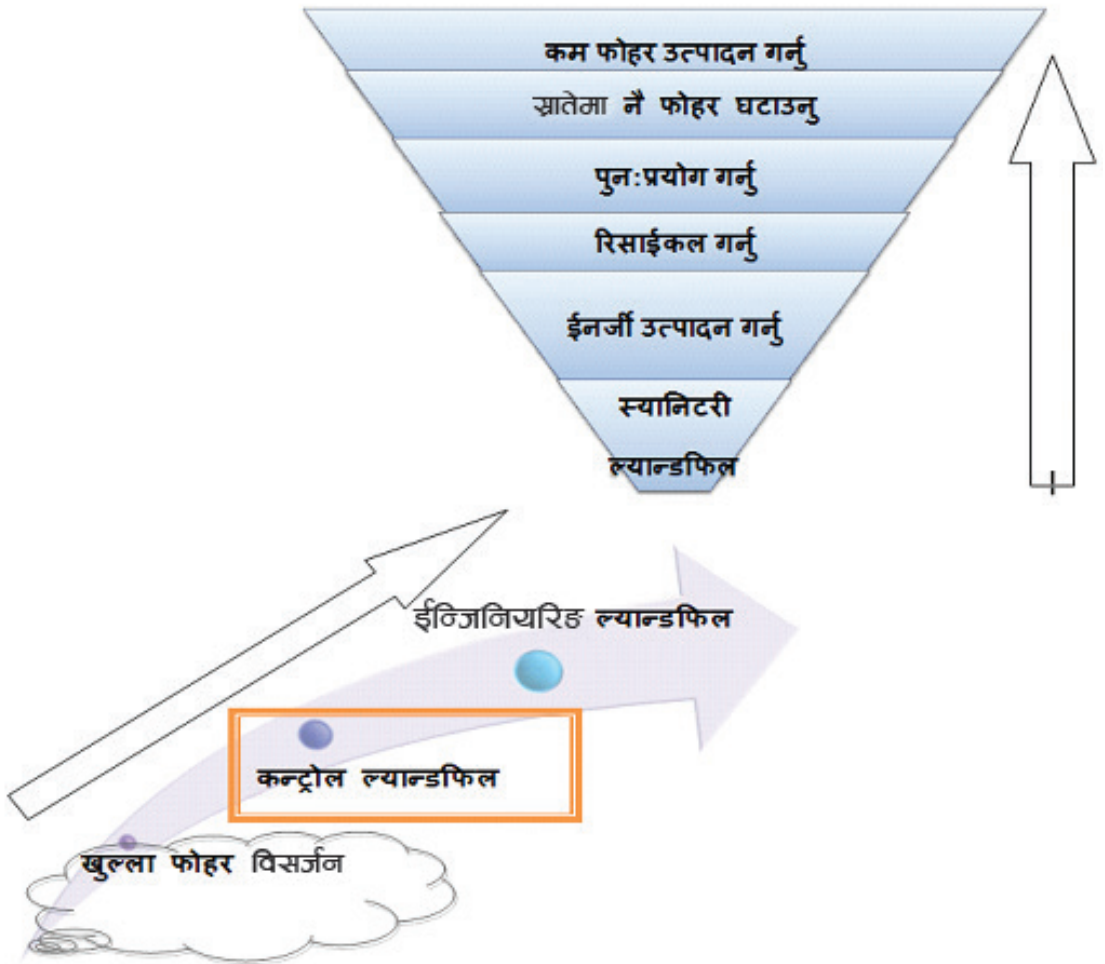 कम फोहर उत्पादन गर्नु
स्रातेमा नै फोहर घटाउनु
पुन:प्रयोग गर्नु
रिसाईकल गर्नु
ईनर्जी उत्पादन गर्नु
स्यानिटरी
ल्यान्डफिल
ईन्जिनियरिङ ल्यान्डफिल
कन्ट्रोल ल्यान्डफिल
खुल्ला फोहर विसर्जन